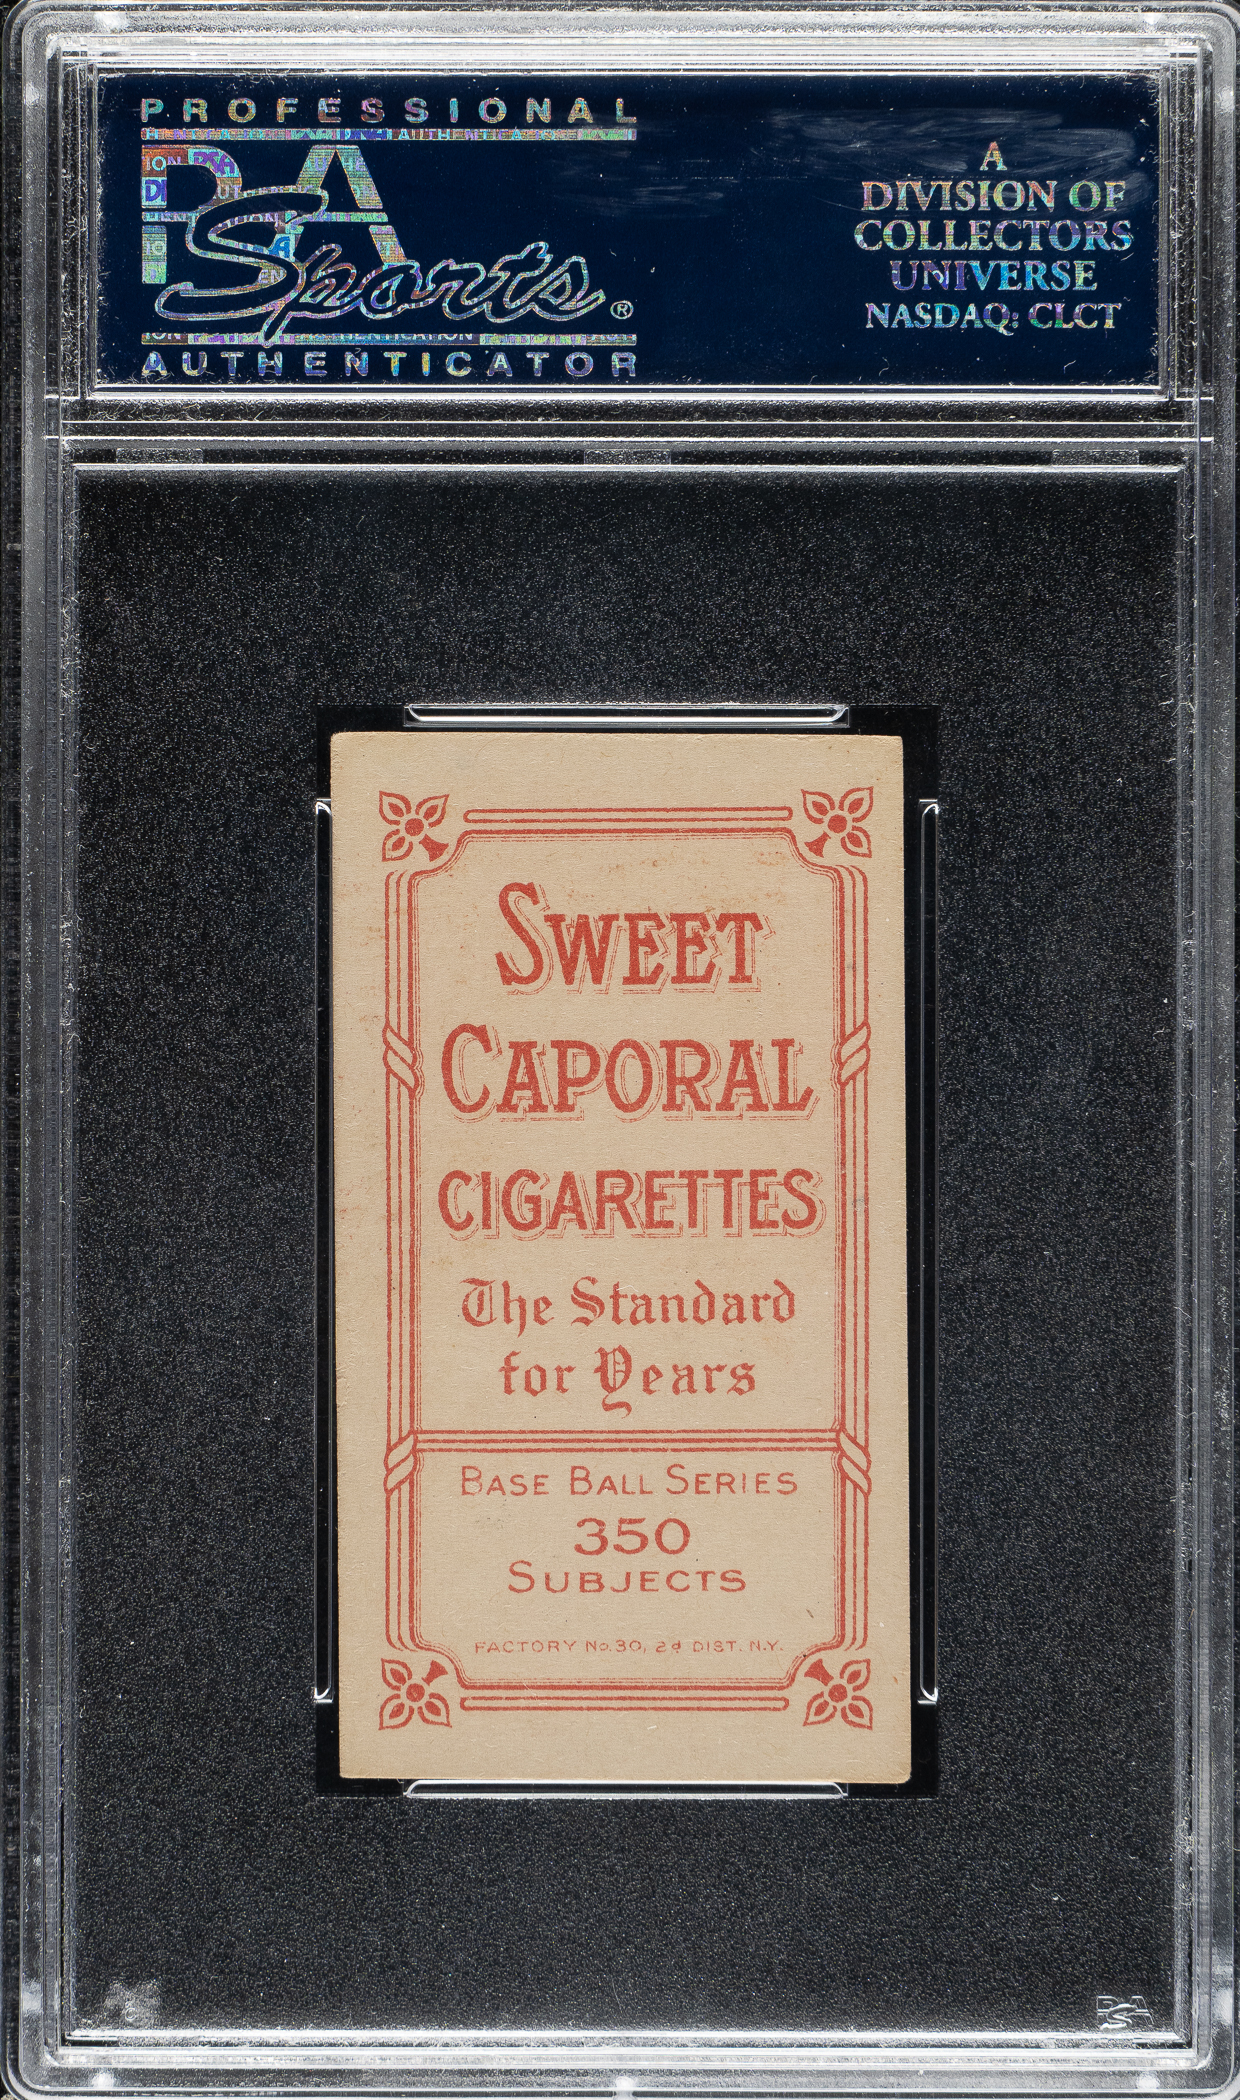 PROFESSIONAL
PSA
Sports®
AUTHENTICATOR
A
DIVISION OF
COLLECTORS
UNIVERSE
NASDAQ: CLCT
SWEET
CAPORAL
CIGARETTES
The Standard
for Years
BASE BALL SERIES
350
SUBJECTS
FACTORY No. 30, 2d DIST. N.Y.
PSA